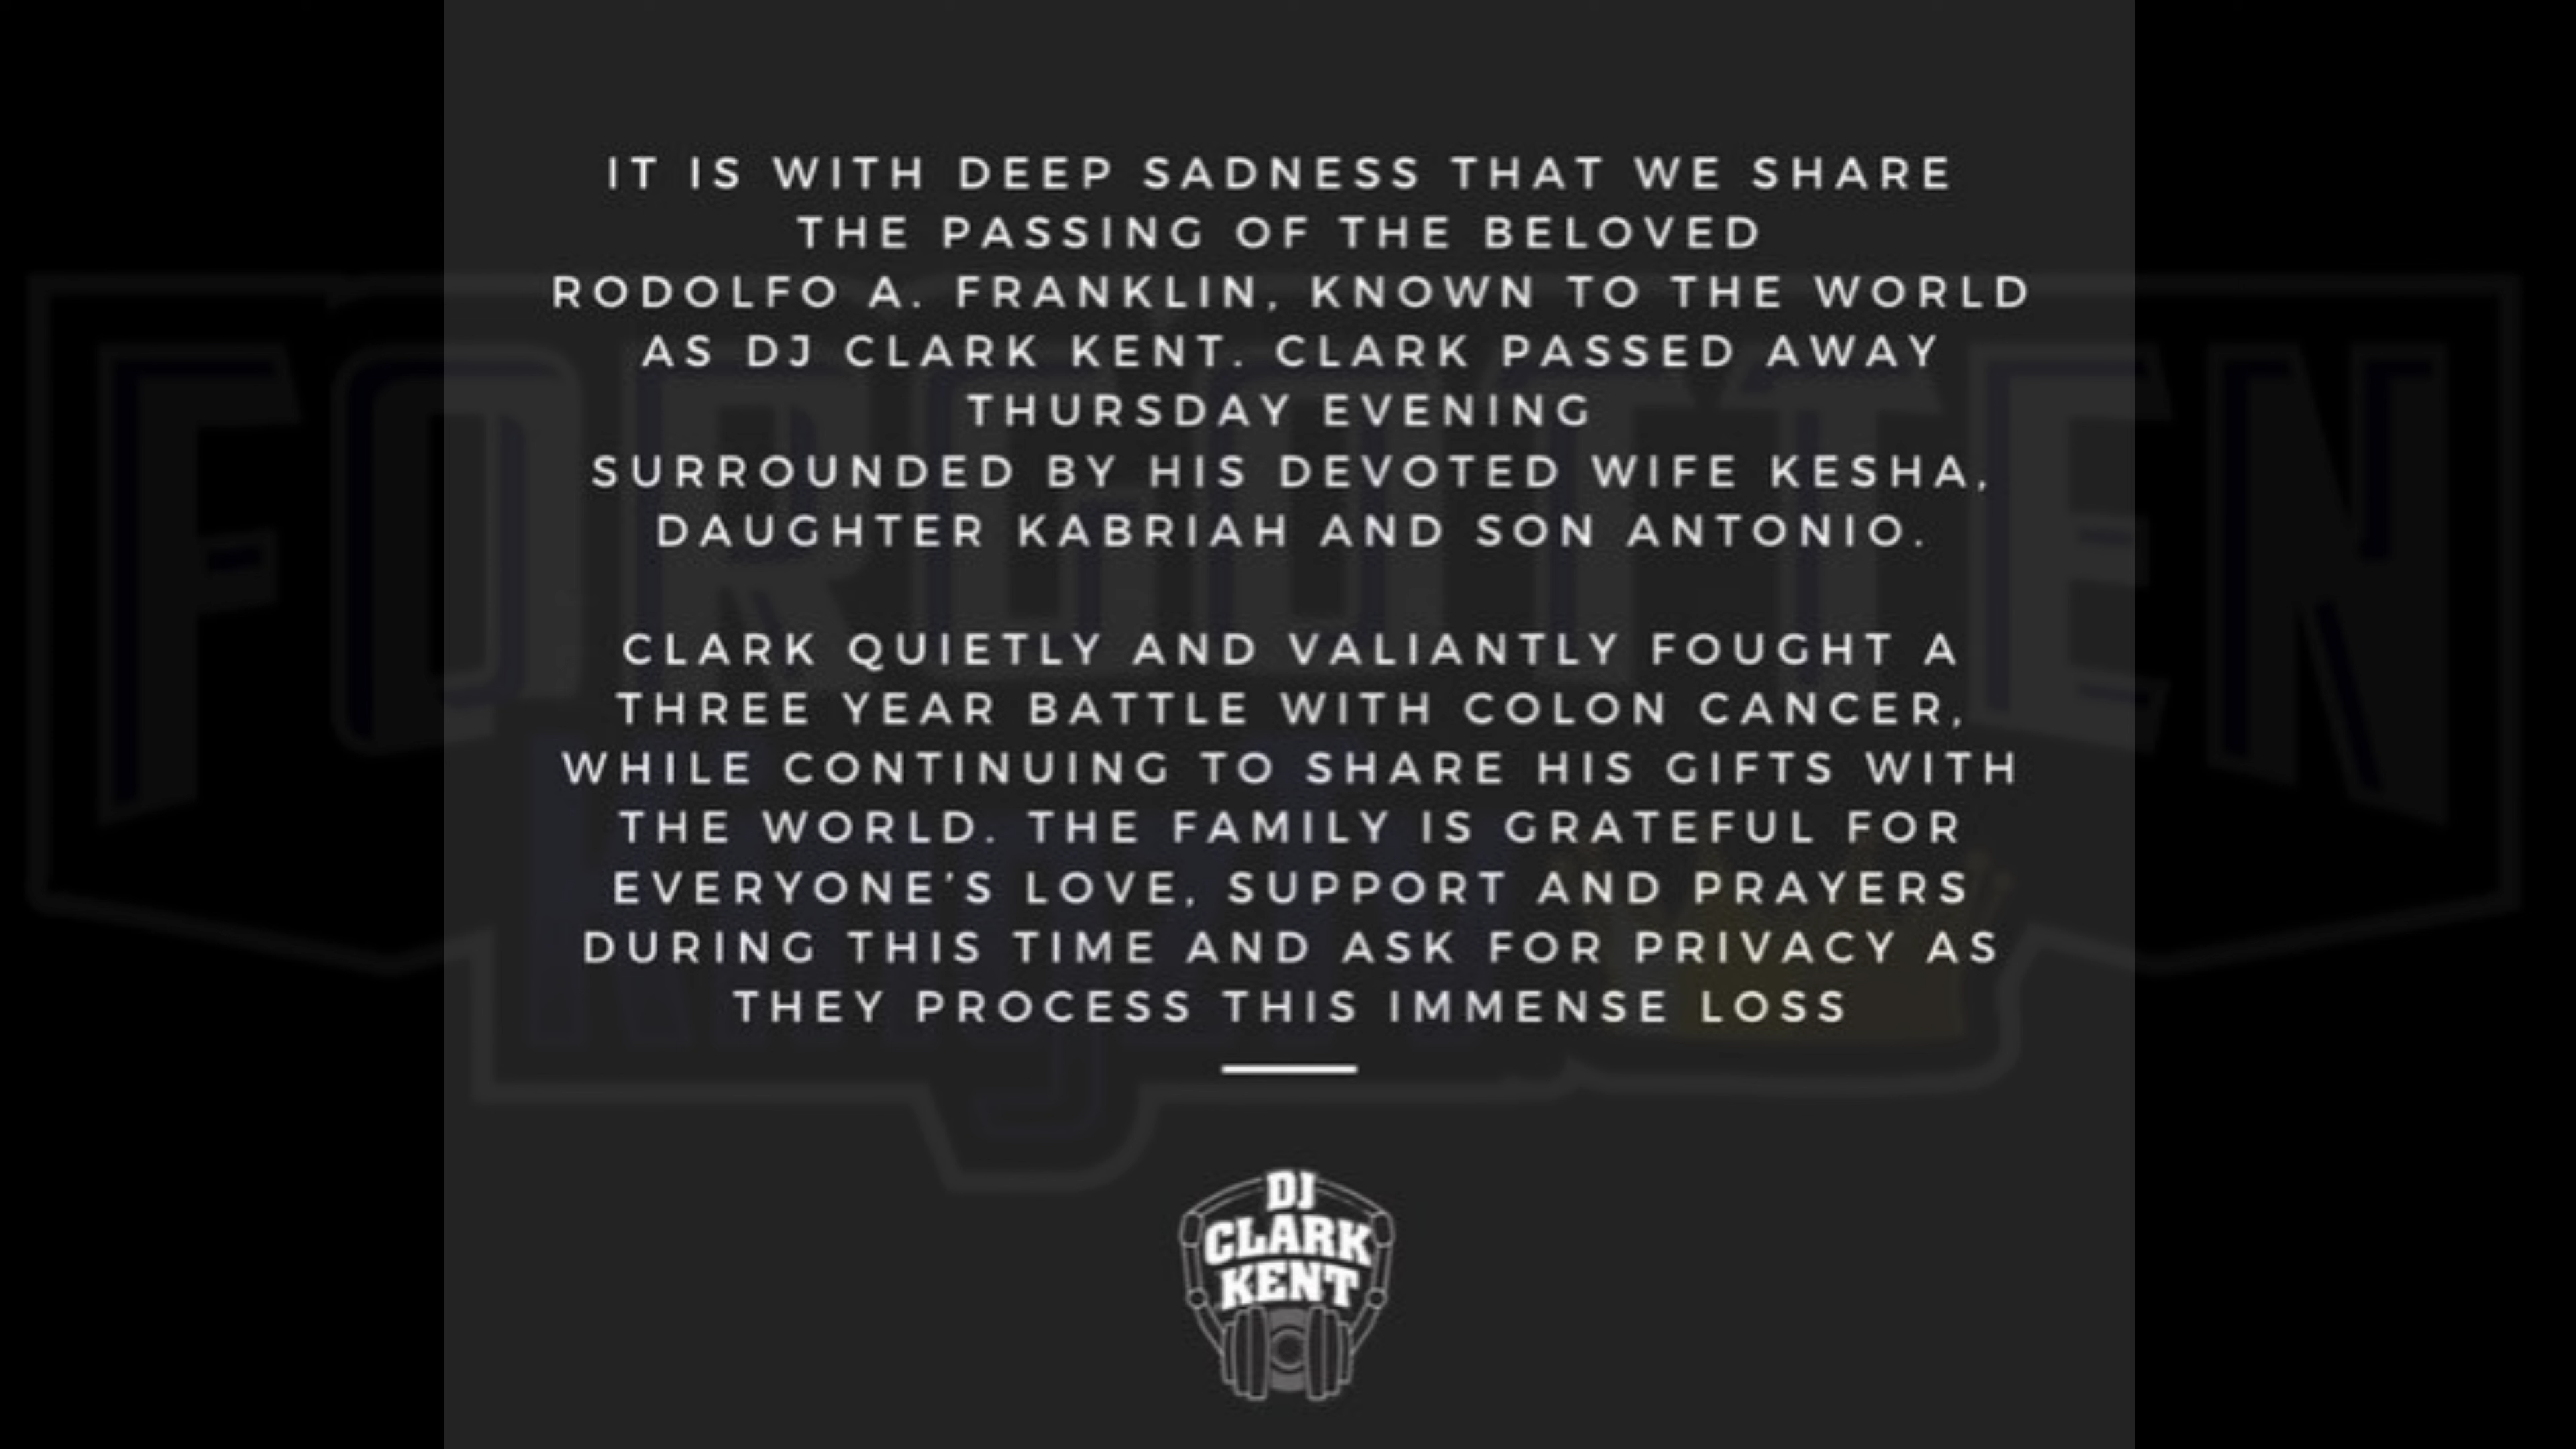 IT IS WITH DEEP SADNESS THAT WE SHARE
THE PASSING OF THE BELOVED
RODOLFO A. FRANKLIN, KNOWN TO THE WORLD
AS DJ CLARK KENT. CLARK PASSED AWAY
THURSDAY EVENING
SURROUNDED BY HIS DEVOTED WIFE KESHA,
DAUGHTER KABRIAH AND SON ANTONIO.
CLARK QUIETLY AND VALIANTLY FOUGHT A
THREE YEAR BATTLE WITH COLON CANCER,
WHILE CONTINUING TO SHARE HIS GIFTS WITH
THE WORLD. THE FAMILY IS GRATEFUL FOR
EVERYONE'S LOVE, SUPPORT AND PRAYERS
DURING THIS TIME AND ASK FOR PRIVACY AS
THEY PROCESS THIS IMMENSE LOSS
DJ
CLARK
KENT
FORGOTTEN